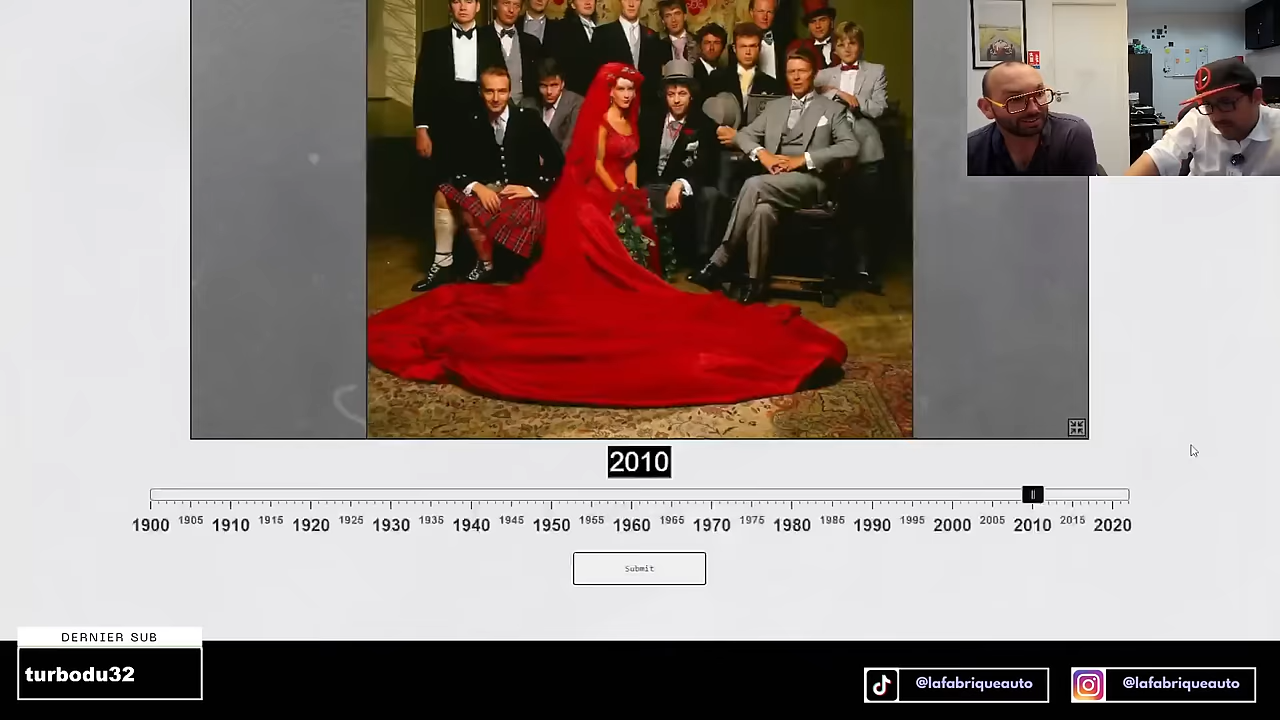 2010
1900 1905 1910 1915 1920 1925 1930 1935 1940 1945 1950 1955 1960 1965 1970 1975 1980 1985 1990 1995 2000 2005 2010 2015 2020
Submit
DERNIER SUB
turbodu32
@lafabriqueauto
@lafabriqueauto